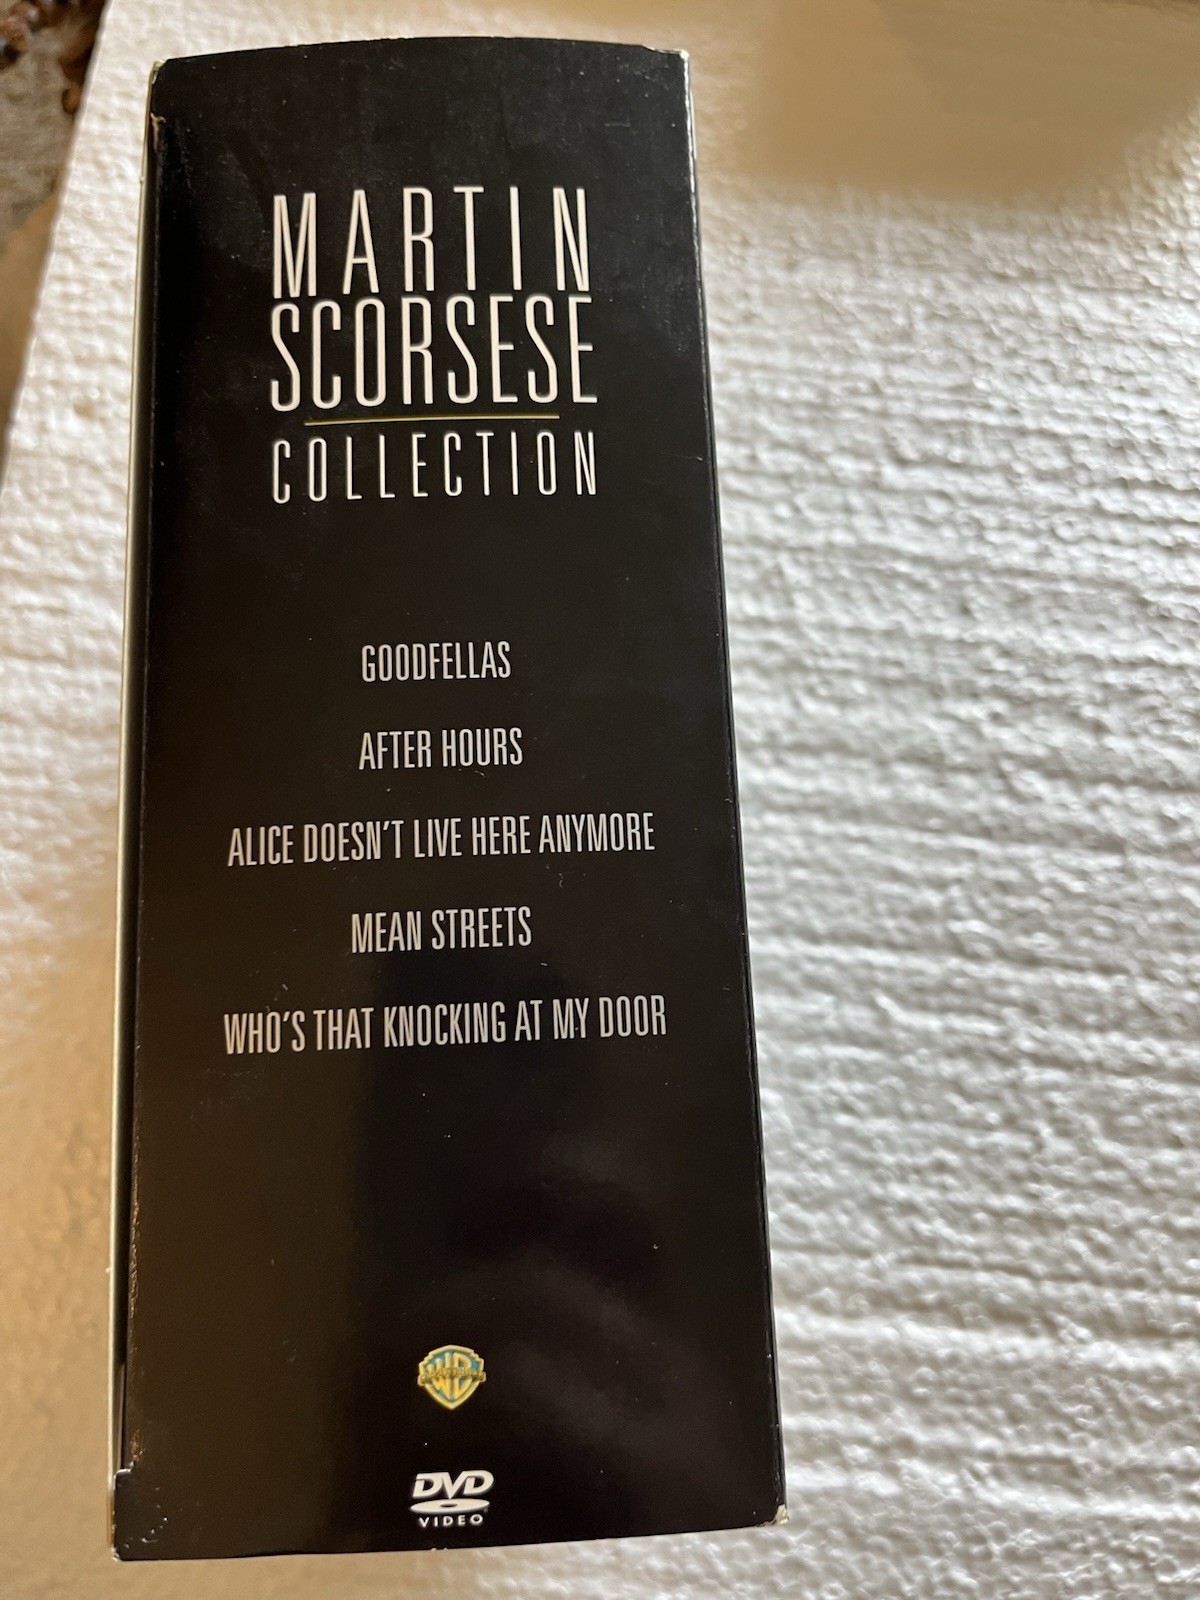 MARTIN
SCORSESE
COLLECTION
GOODFELLAS
AFTER HOURS
ALICE DOESN'T LIVE HERE ANYMORE
MEAN STREETS
WHO'S THAT KNOCKING AT MY DOOR
WB
DVD
VIDEO